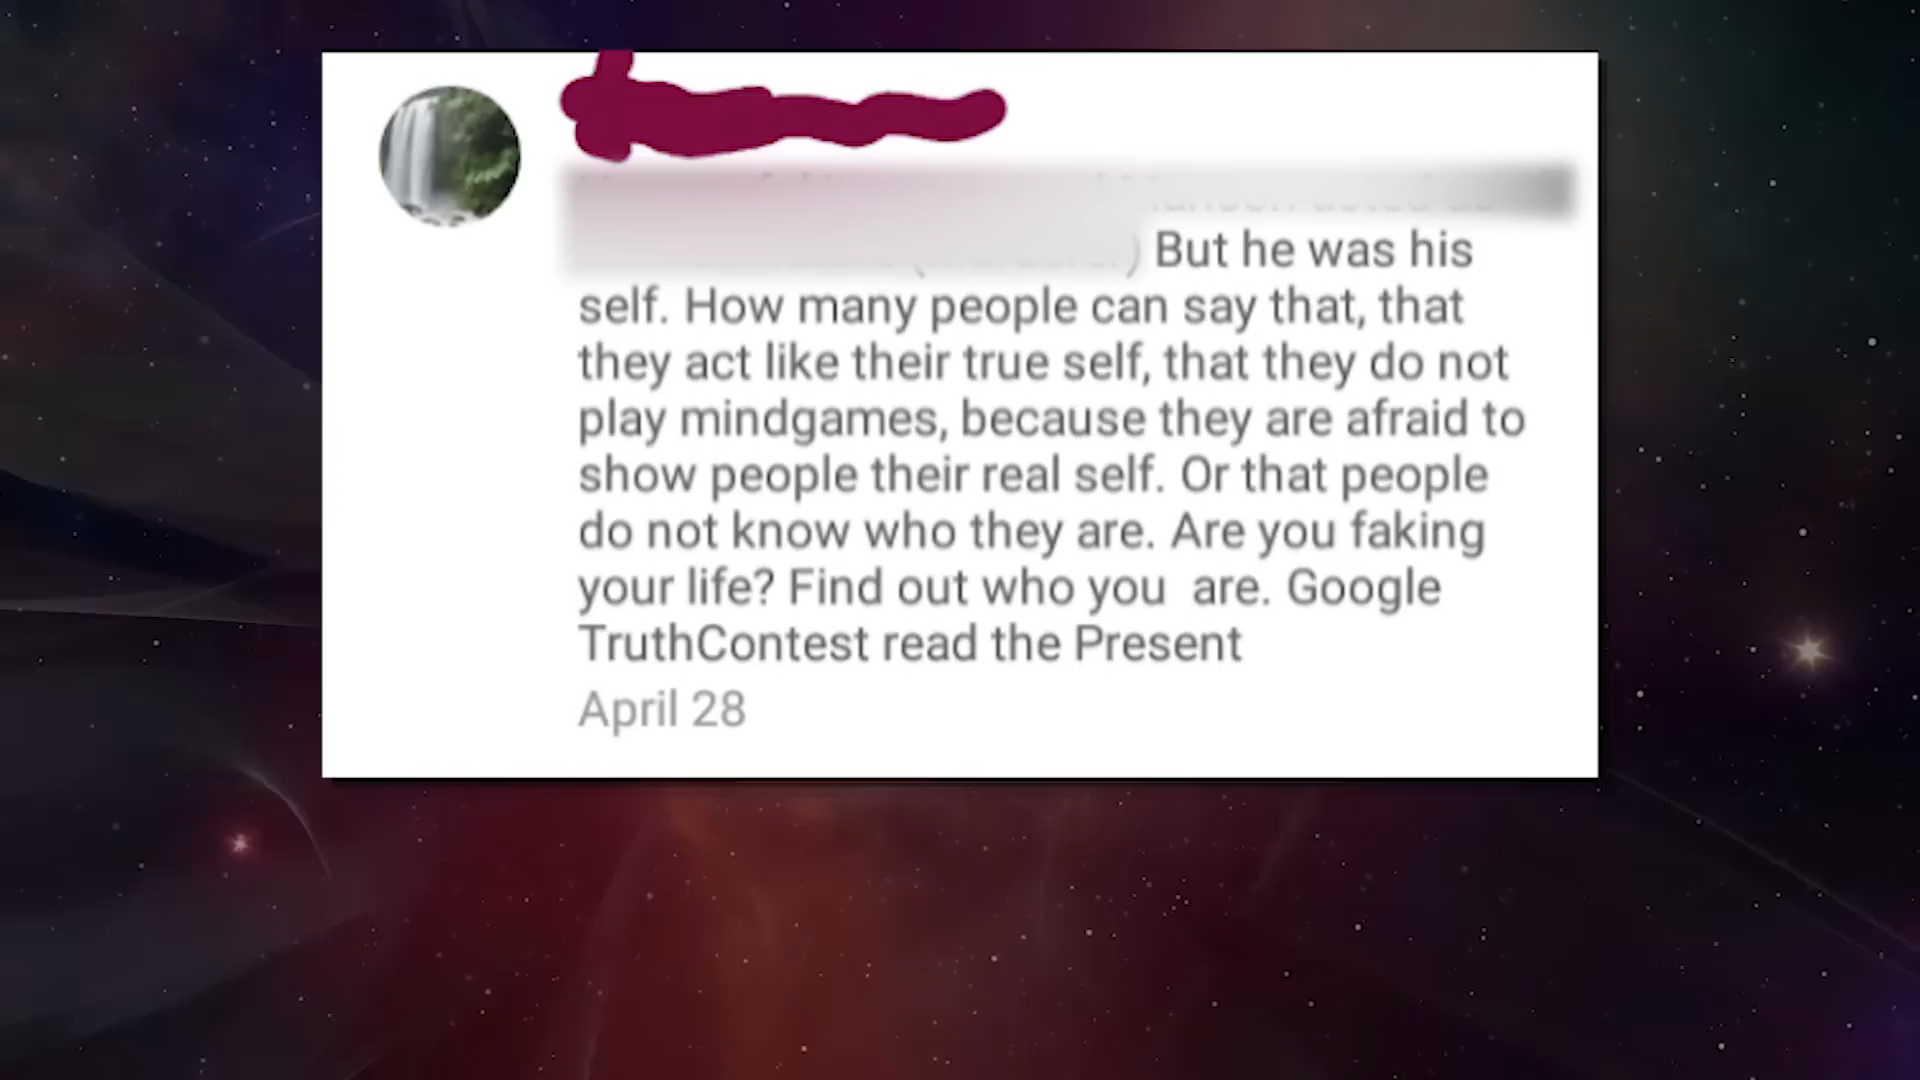 But he was his
self. How many people can say that, that
they act like their true self, that they do not
play mindgames, because they are afraid to
show people their real self. Or that people
do not know who they are. Are you faking
your life? Find out who you  are. Google
TruthContest read the Present
April 28